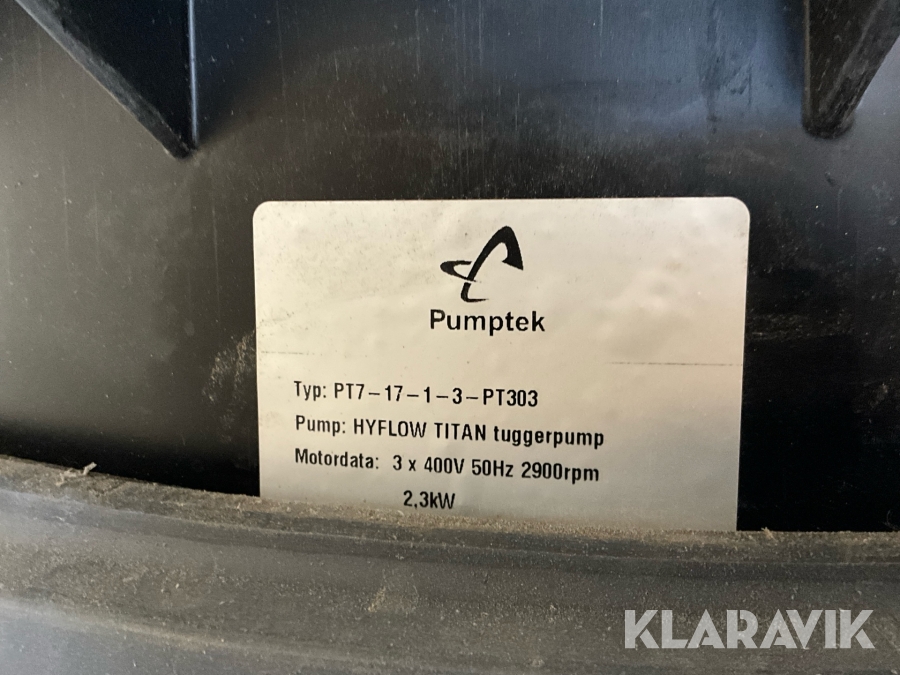 Pumptek
Typ: PT7-17-1-3-PT303
Pump: HYFLOW TITAN tuggerpump
Motordata: 3 x 400V 50Hz 2900rpm
2,3kW
KLARAVIK